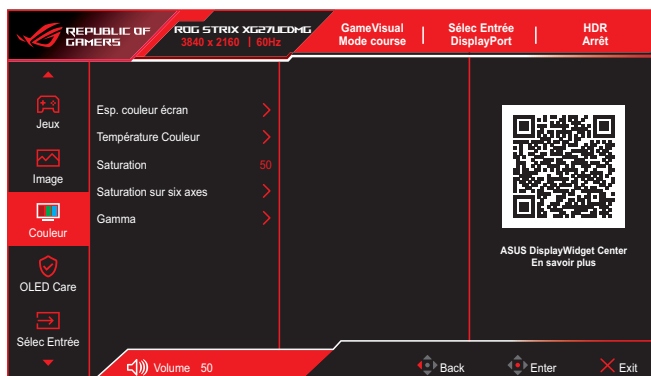 REPUBLIC OF
GAMERS
ROG STRIX XG27UCDMG
3840 x 2160 | 60Hz
GameVisual
Mode course
Sélec Entrée
DisplayPort
HDR
Arrêt
Jeux
Image
Couleur
OLED Care
Sélec Entrée
Esp. couleur écran
Température Couleur
Saturation 50
Saturation sur six axes
Gamma
ASUS DisplayWidget Center
En savoir plus
Volume 50
Back
Enter
Exit